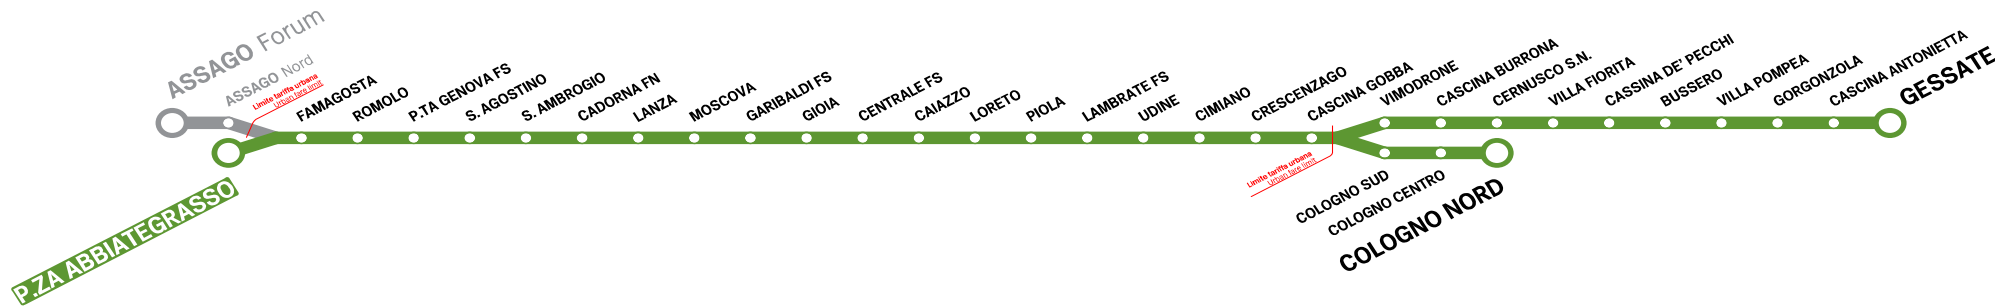 ASSAGO Forum
ASSAGO Nord
Limite tariffa urbana
Urban fare limit
P.ZA ABBIATEGRASSO
FAMAGOSTA
ROMOLO
P.TA GENOVA FS
S. AGOSTINO
S. AMBROGIO
CADORNA FN
LANZA
MOSCOVA
GARIBALDI FS
GIOIA
CENTRALE FS
CAIAZZO
LORETO
PIOLA
LAMBRATE FS
UDINE
CIMIANO
CRESCENZAGO
CASCINA GOBBA
Limite tariffa urbana
Urban fare limit
VIMODRONE
CASCINA BURRONA
CERNUSCO S.N.
VILLA FIORITA
CASSINA DE' PECCHI
BUSSERO
VILLA POMPEA
GORGONZOLA
CASCINA ANTONIETTA
GESSATE
COLOGNO SUD
COLOGNO CENTRO
COLOGNO NORD